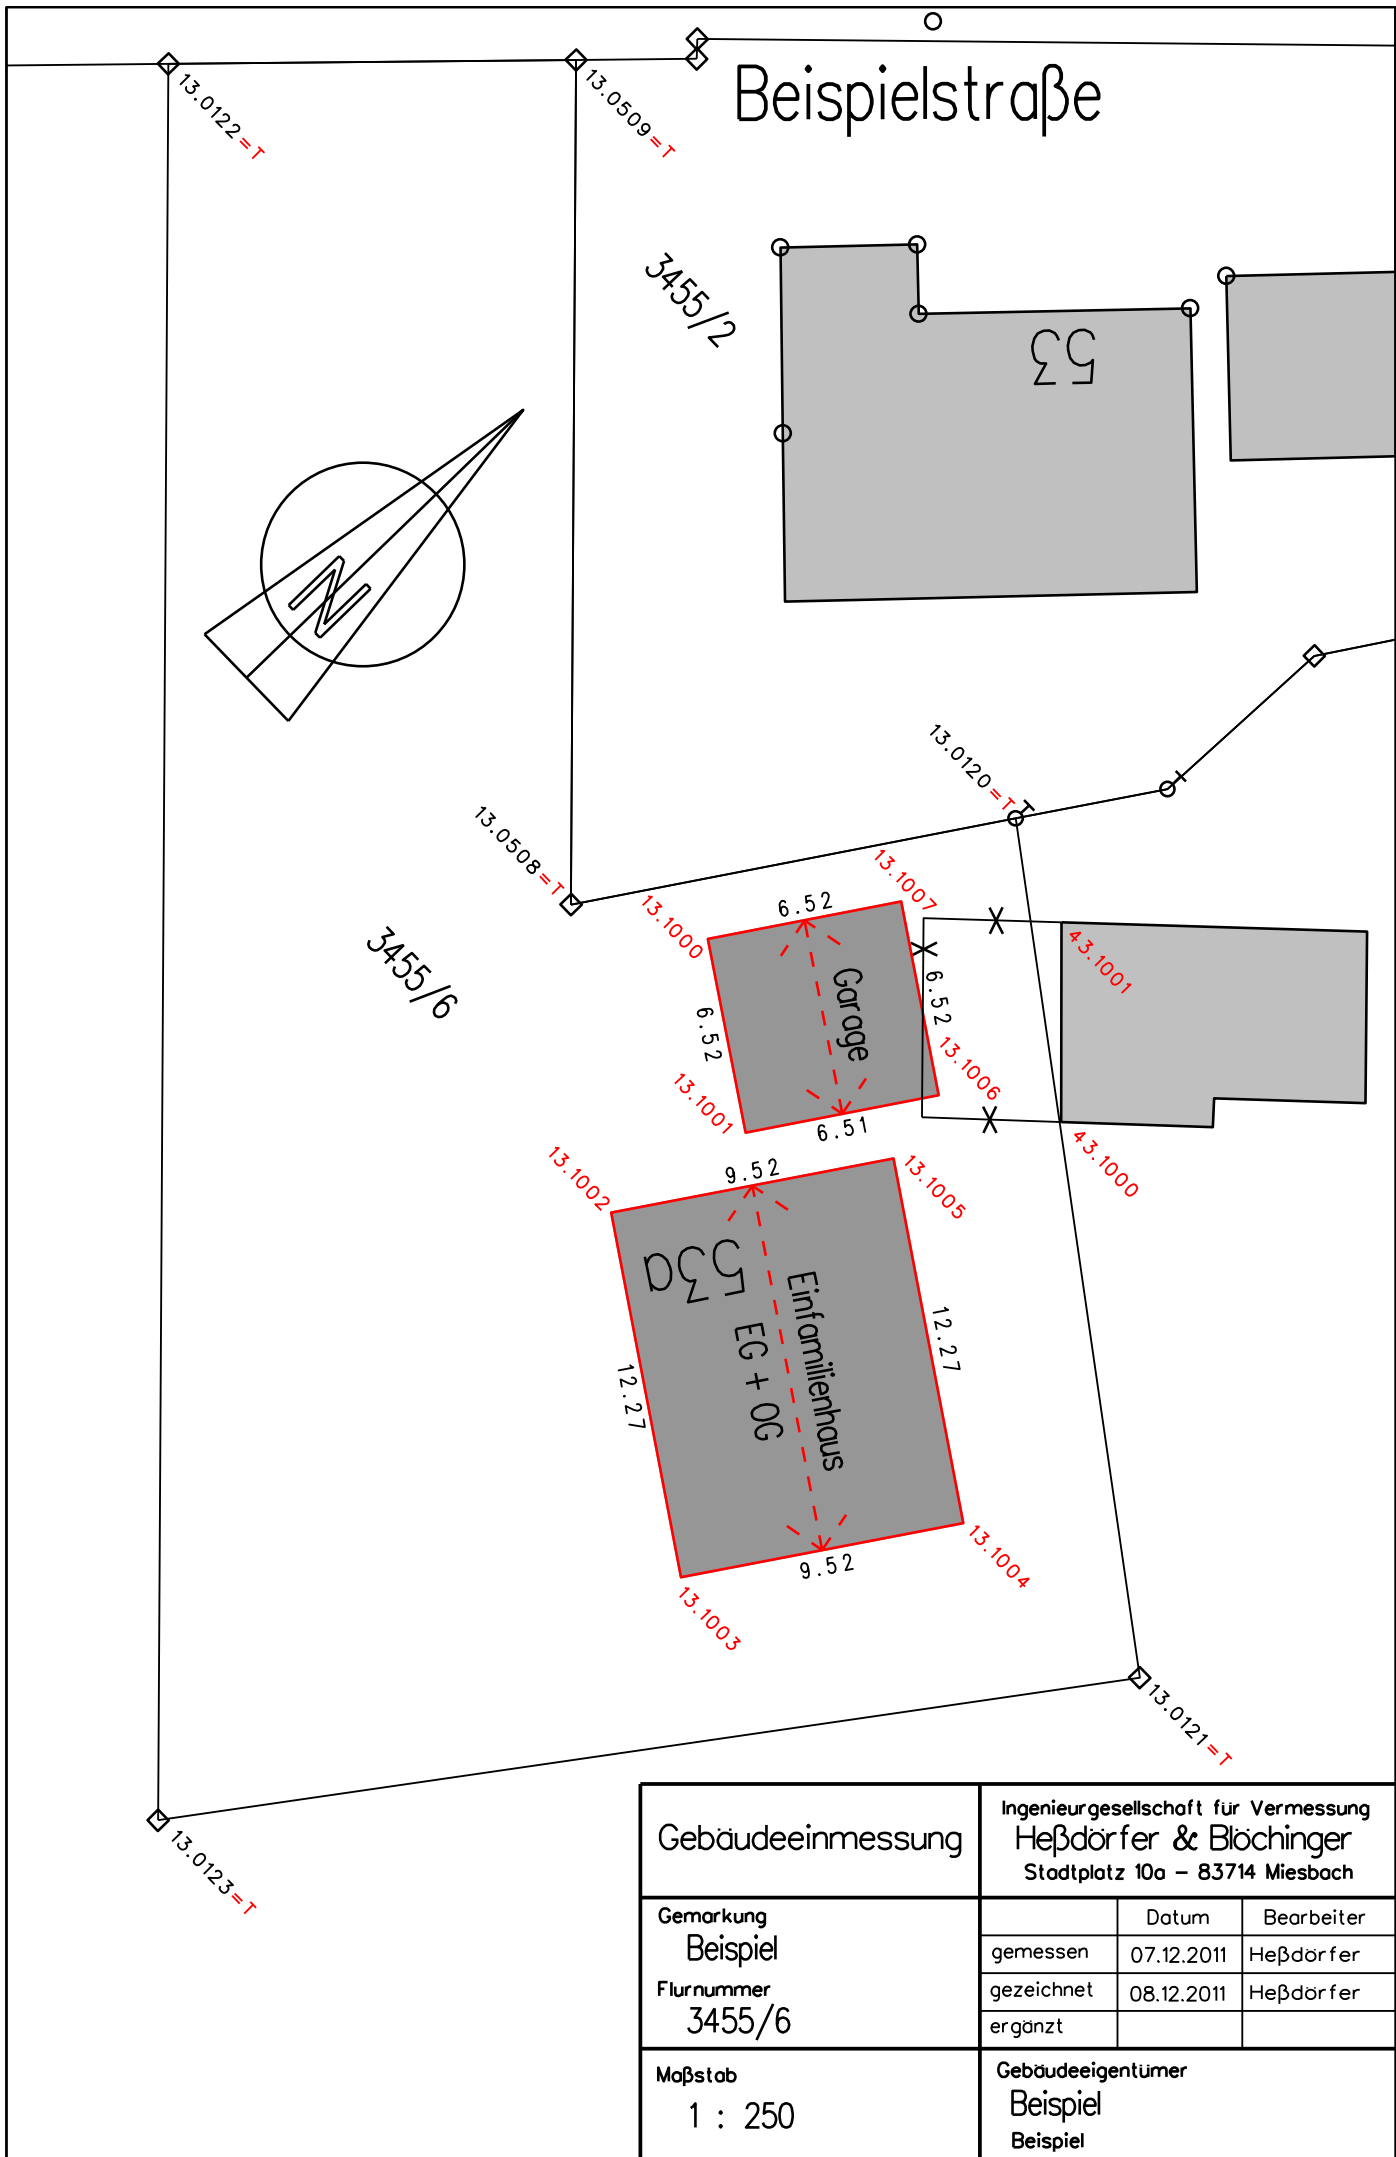 Beispielstraße
13.0122=T
13.0509=T
3455/2
53
N
13.0120=T
13.0508=T
13.1007
13.1000
6.52
43.1001
3455/6
Garage
6.52
6.52
13.1006
13.1001
6.51
43.1000
13.1002
9.52
13.1005
53a
Einfamilienhaus
EG + OG
12.27
12.27
9.52
13.1004
13.1003
13.0121=T
13.0123=T
Gebäudeeinmessung
Ingenieurgesellschaft für Vermessung
Heßdörfer & Blöchinger
Stadtplatz 10a – 83714 Miesbach
Gemarkung
Beispiel
Flurnummer
3455/6
Datum Bearbeiter
gemessen 07.12.2011 Heßdörfer
gezeichnet 08.12.2011 Heßdörfer
ergänzt
Maßstab
1 : 250
Gebäudeeigentümer
Beispiel
Beispiel